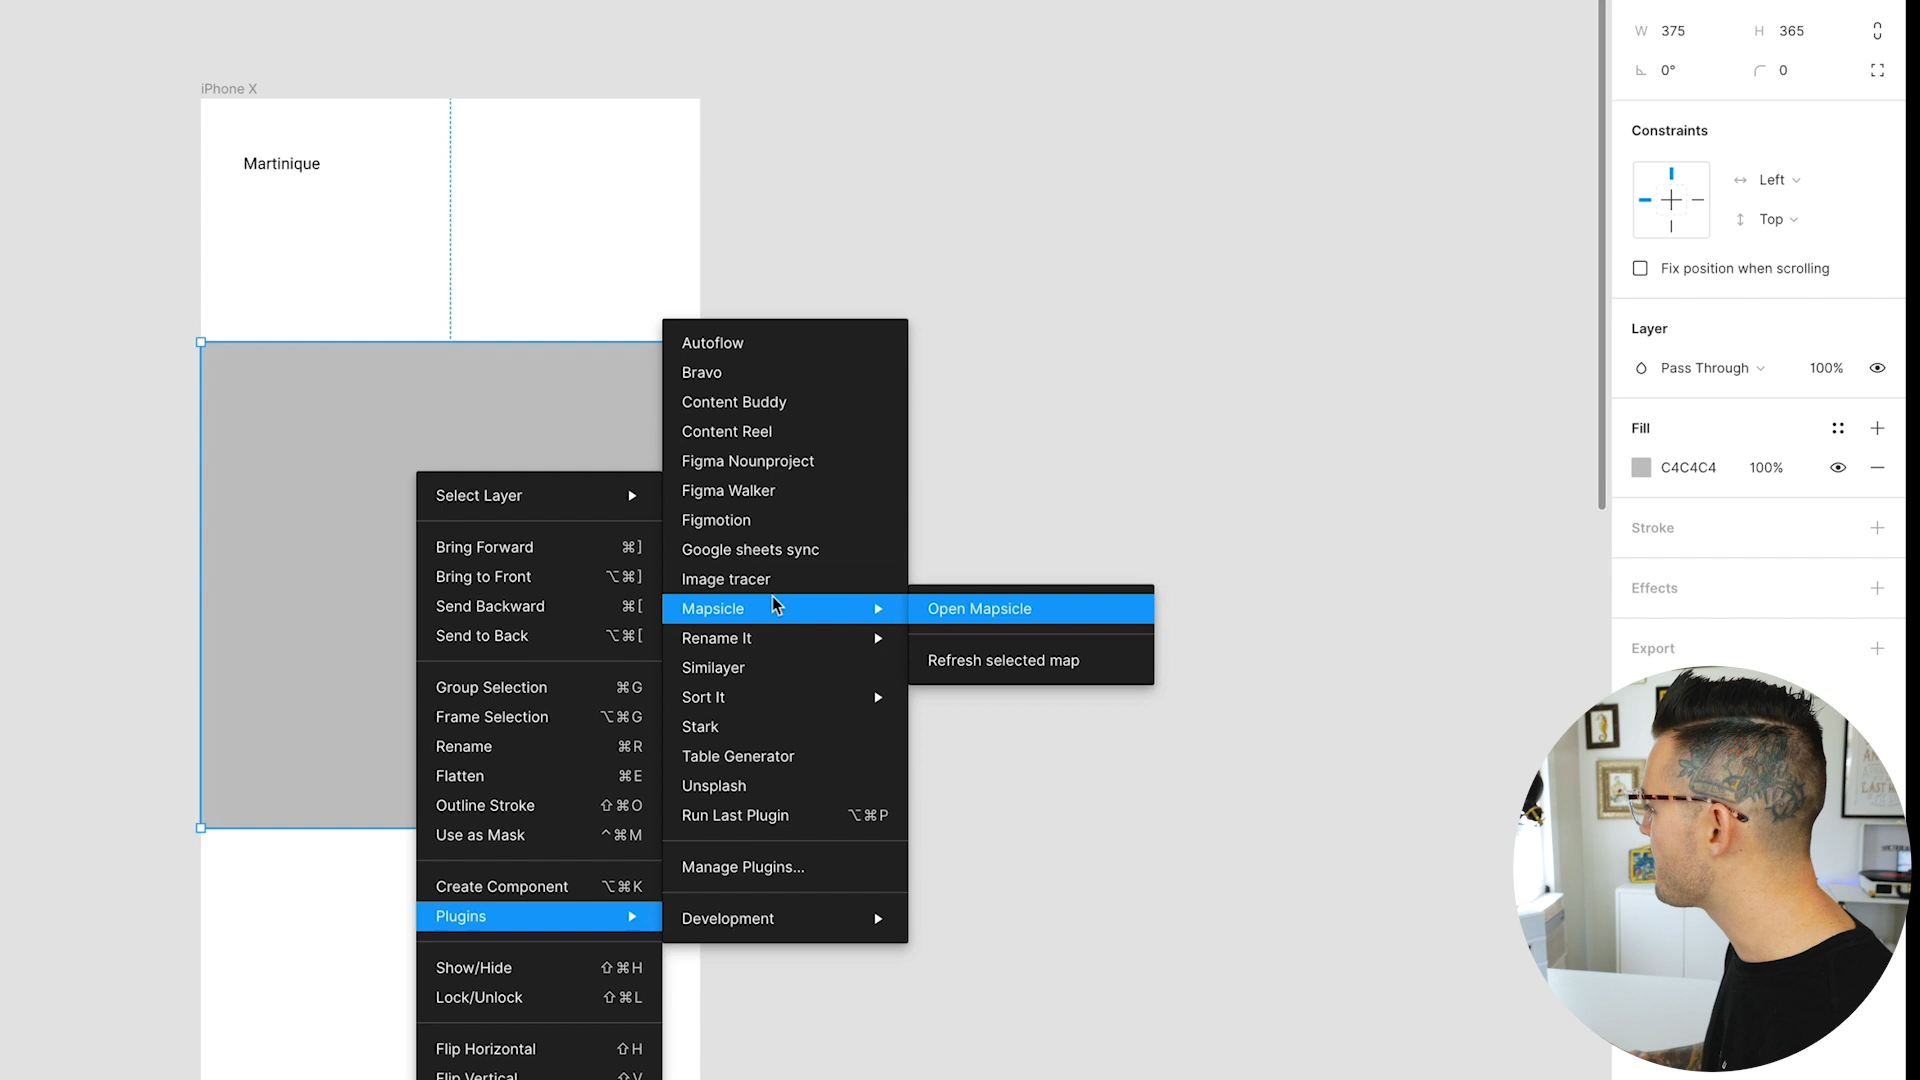 iPhone X
Martinique
Select Layer
Bring Forward ⌘]
Bring to Front ⌥⌘]
Send Backward ⌘[
Send to Back ⌥⌘[
Group Selection ⌘G
Frame Selection ⌥⌘G
Rename ⌘R
Flatten ⌘E
Outline Stroke ⇧⌘O
Use as Mask ^⌘M
Create Component ⌥⌘K
Plugins
Show/Hide ⇧⌘H
Lock/Unlock ⇧⌘L
Flip Horizontal ⇧H
Flip Vertical ⇧V
Autoflow
Bravo
Content Buddy
Content Reel
Figma Nounproject
Figma Walker
Figmotion
Google sheets sync
Image tracer
Mapsicle
Rename It
Similayer
Sort It
Stark
Table Generator
Unsplash
Run Last Plugin ⌥⌘P
Manage Plugins...
Development
Open Mapsicle
Refresh selected map
W 375 H 365
0° 0
Constraints
Left
Top
Fix position when scrolling
Layer
Pass Through 100%
Fill
C4C4C4 100%
Stroke
Effects
Export